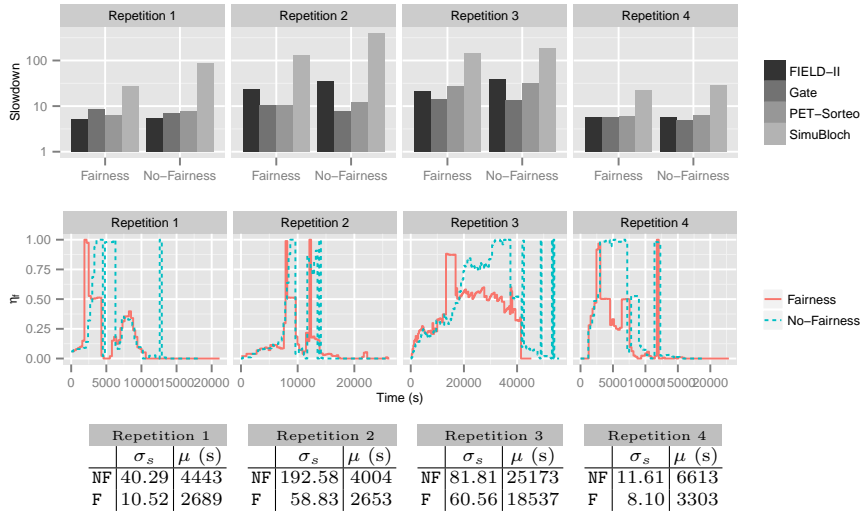 Repetition 1 Repetition 2 Repetition 3 Repetition 4
Slowdown
100
10
1
Fairness No−Fairness Fairness No−Fairness Fairness No−Fairness Fairness No−Fairness
FIELD−II
Gate
PET−Sorteo
SimuBloch
Repetition 1 Repetition 2 Repetition 3 Repetition 4
1.00
0.75
0.50
0.25
0.00
0 5000 10000 15000 20000 0 10000 20000 0 20000 40000 0 5000 10000 15000 20000
Time (s)
Fairness
No−Fairness
Repetition 1 Repetition 2 Repetition 3 Repetition 4
σs μ (s) σs μ (s) σs μ (s) σs μ (s)
NF 40.29 4443 NF 192.58 4004 NF 81.81 25173 NF 11.61 6613
F 10.52 2689 F 58.83 2653 F 60.56 18537 F 8.10 3303